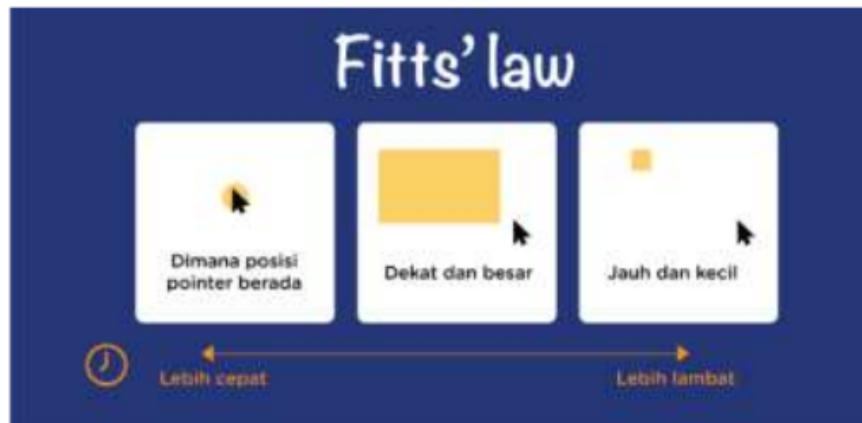 Fitts' law
Dimana posisi
pointer berada
Dekat dan besar
Jauh dan kecil
Lebih cepat
Lebih lambat